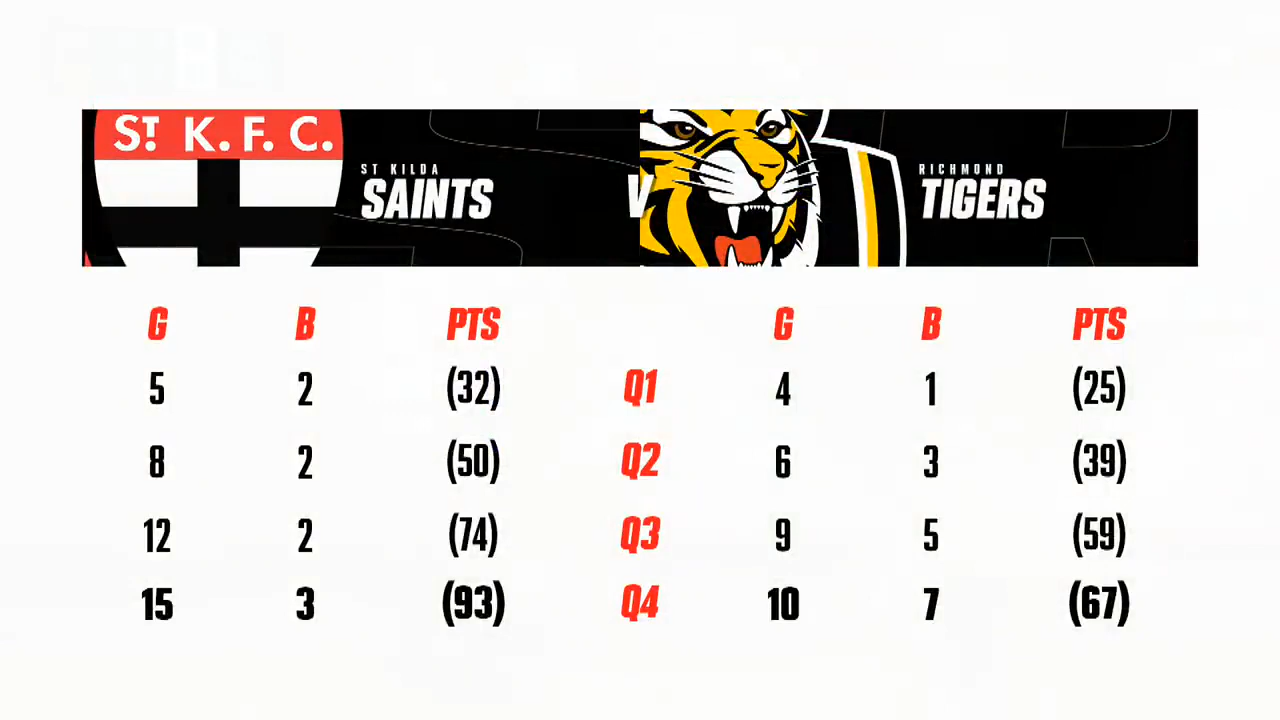 ST K. F. C.
ST KILDA
SAINTS
V
RICHMOND
TIGERS
G B PTS G B PTS
5 2 (32) Q1 4 1 (25)
8 2 (50) Q2 6 3 (39)
12 2 (74) Q3 9 5 (59)
15 3 (93) Q4 10 7 (67)